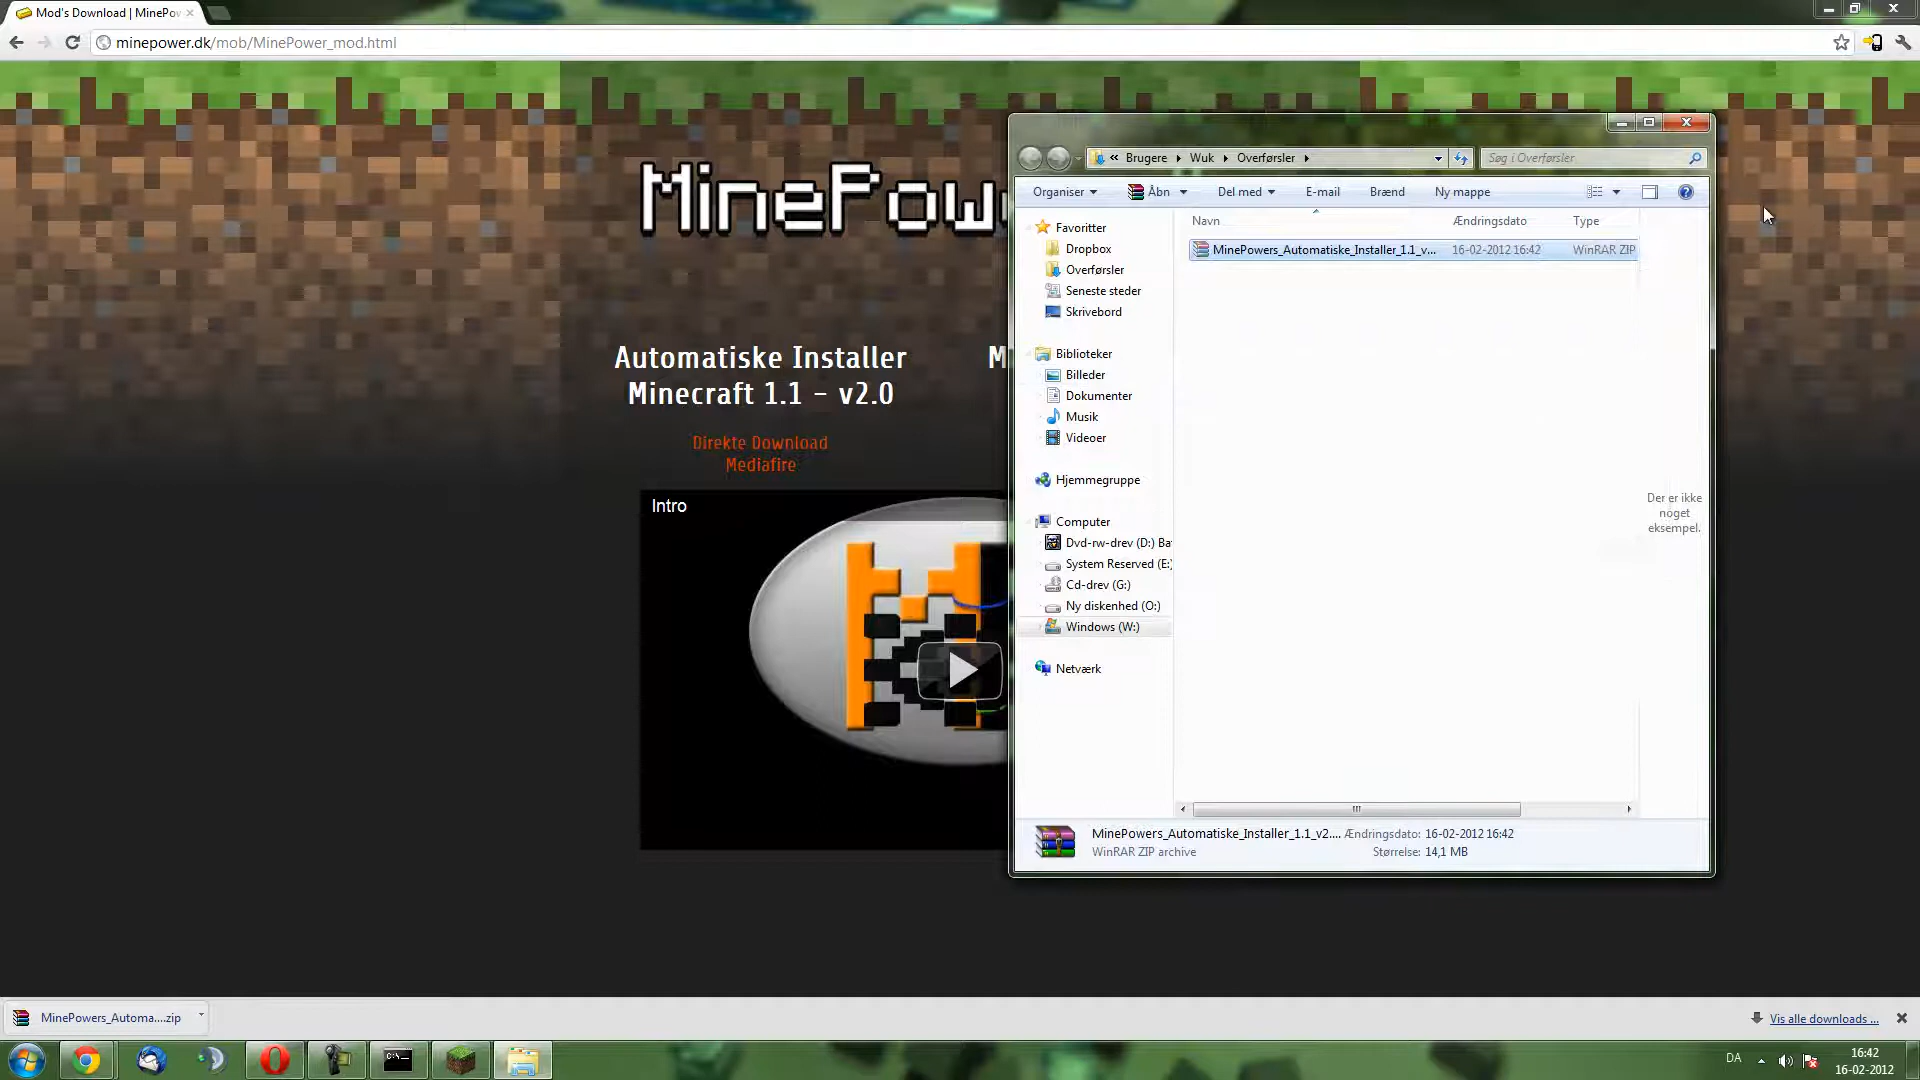 Mod's Download | MinePo
minepower.dk/mob/MinePower_mod.html
MinePow
Automatiske Installer
Minecraft 1.1 - v2.0
M
Direkte Download
Mediafire
Intro
« Brugere Wuk Overførsler
Søg i Overførsler
Organiser Åbn Del med E-mail Brænd Ny mappe
Navn Ændringsdato Type
MinePowers_Automatiske_Installer_1.1_v... 16-02-2012 16:42 WinRAR ZIP
Favoritter
Dropbox
Overførsler
Seneste steder
Skrivebord
Biblioteker
Billeder
Dokumenter
Musik
Videoer
Hjemmegruppe
Computer
Dvd-rw-drev (D:) Ba
System Reserved (E:)
Cd-drev (G:)
Ny diskenhed (O:)
Windows (W:)
Netværk
Der er ikke
noget
eksempel.
MinePowers_Automatiske_Installer_1.1_v2.... Ændringsdato: 16-02-2012 16:42
WinRAR ZIP archive Størrelse: 14,1 MB
MinePowers_Automa....zip
Vis alle downloads ...
C:\
DA
16:42
16-02-2012